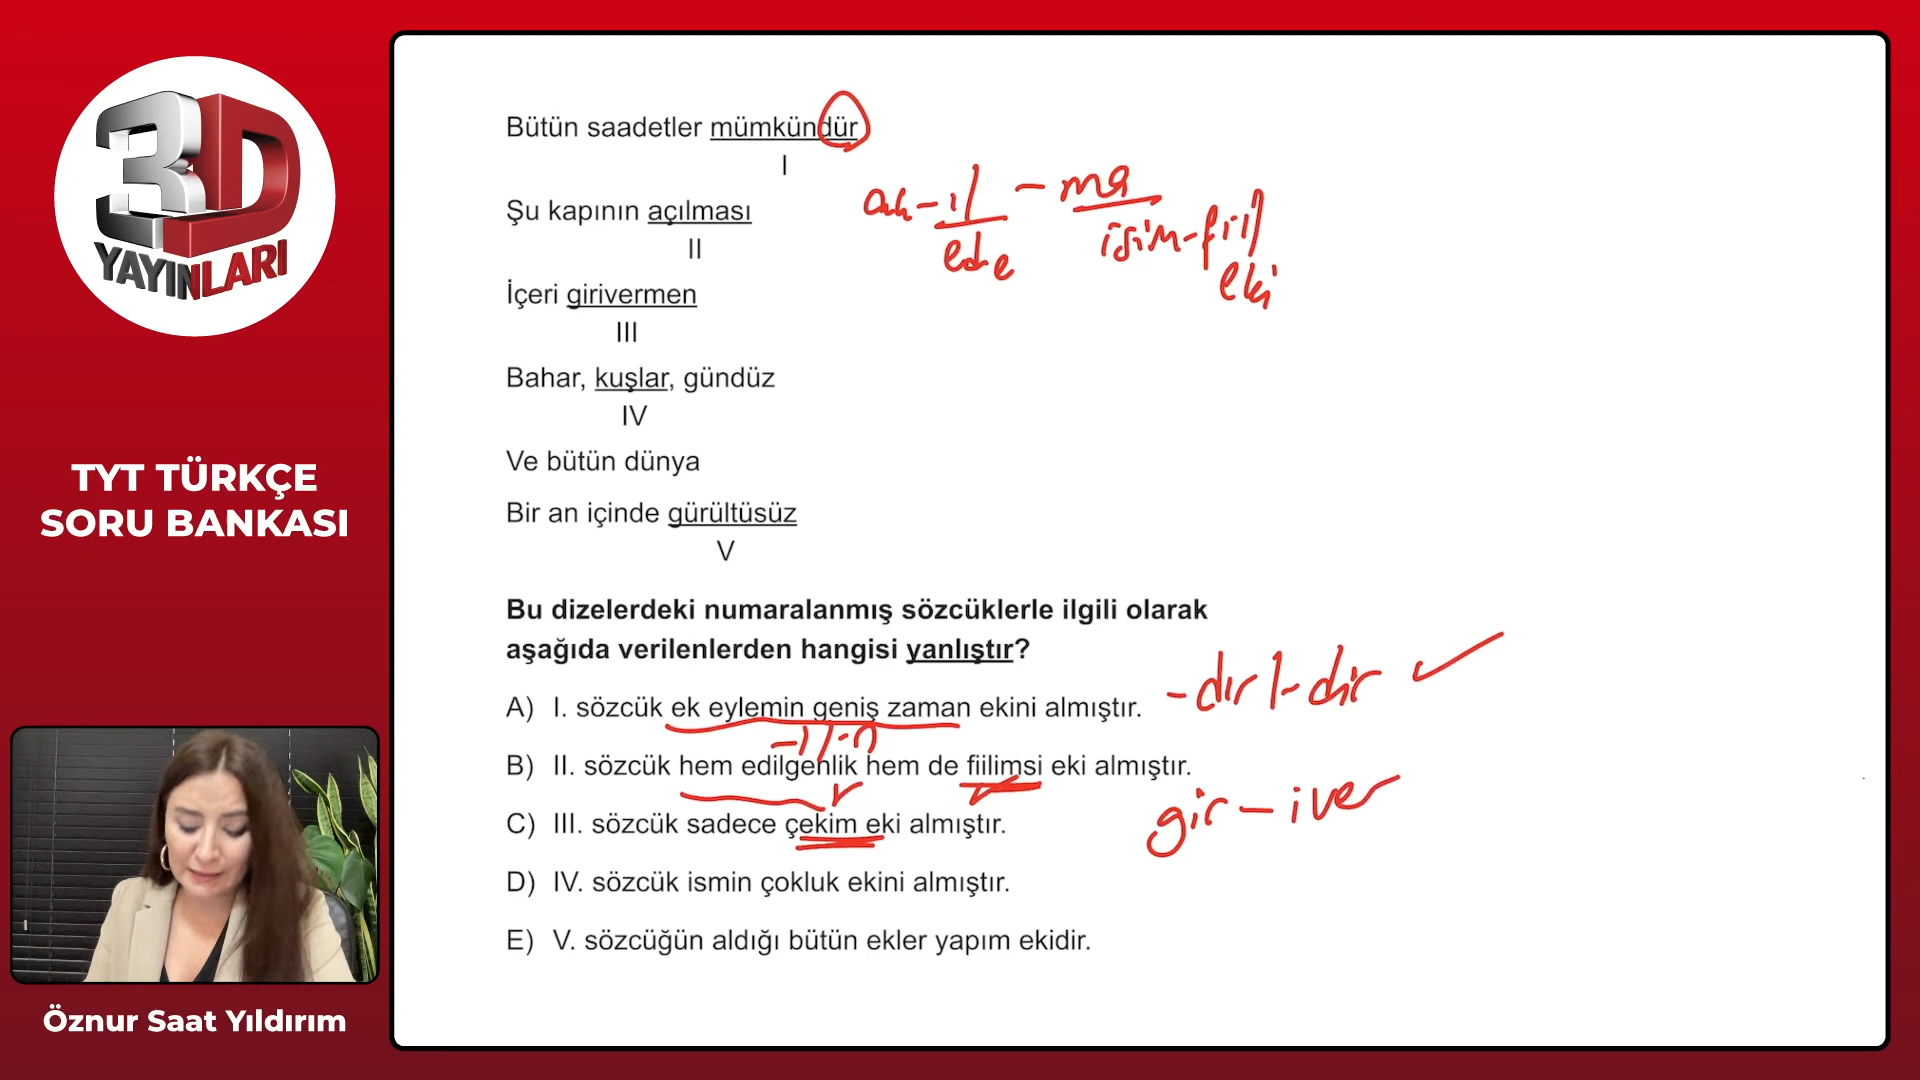 3D
YAYINLARI
TYT TÜRKÇE
SORU BANKASI
Öznur Saat Yıldırım
Bütün saadetler mümkündür
I
Şu kapının açılması
II
İçeri girivermen
III
Bahar, kuşlar, gündüz
IV
Ve bütün dünya
Bir an içinde gürültüsüz
V
-ma
isim-fiil
eki
Bu dizelerdeki numaralanmış sözcüklerle ilgili olarak
aşağıda verilenlerden hangisi yanlıştır?
A) I. sözcük ek eylemin geniş zaman ekini almıştır. -dır/-dir
-l/-n
B) II. sözcük hem edilgenlik hem de fiilimsi eki almıştır.
C) III. sözcük sadece çekim eki almıştır. gir-iver
D) IV. sözcük ismin çokluk ekini almıştır.
E) V. sözcüğün aldığı bütün ekler yapım ekidir.